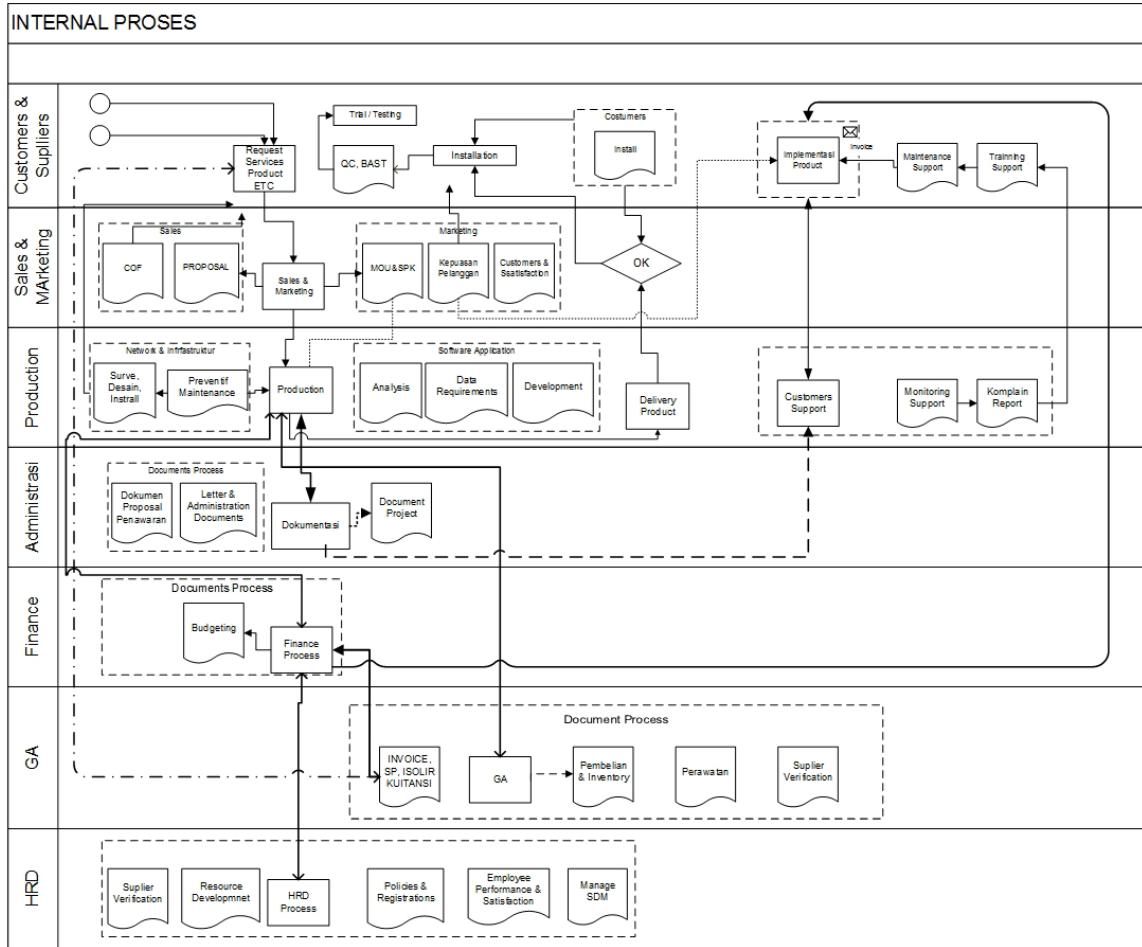 INTERNAL PROSES
Customers &
Supliers
Request
Services
Product
ETC
Trial / Testing
QC, BAST
Installation
Costumers
Install
Implementasi
Product
Invoice
Maintenance
Support
Trainning
Support
Sales &
MArketing
Sales
COF
PROPOSAL
Sales &
Marketing
Marketing
MOU&SPK
Kepuasan
Pelanggan
Customers &
Ssatisfaction
OK
Production
Network & Infrfastruktur
Surve,
Desain,
Instrall
Preventif
Maintenance
Production
Software Application
Analysis
Data
Requirements
Development
Delivery
Product
Customers
Support
Monitoring
Support
Komplain
Report
Administrasi
Documents Process
Dokumen
Proposal
Penawaran
Letter &
Administration
Documents
Dokumentasi
Document
Project
Finance
Documents Process
Budgeting
Finance
Process
GA
Document Process
INVOICE,
SP, ISOLIR
KUITANSI
GA
Pembelian
& Inventory
Perawatan
Suplier
Verification
HRD
Suplier
Verification
Resource
Developmnet
HRD
Process
Policies &
Registrations
Employee
Performance &
Satisfaction
Manage
SDM